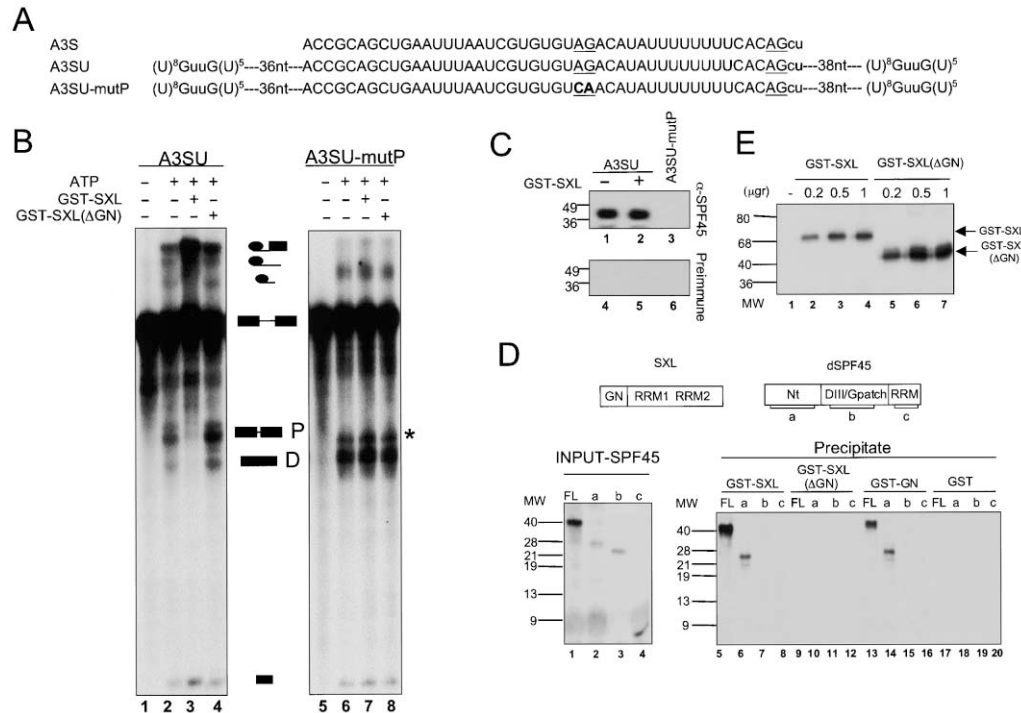 A
A3S ACCGCAGCUGAAUUUAAUCGUGUGUAGACAUAUUUUUUUUCACAGcu
A3SU (U)⁸GuuG(U)⁵---36nt---ACCGCAGCUGAAUUUAAUCGUGUGUAGACAUAUUUUUUUUCACAGcu---38nt--- (U)⁸GuuG(U)⁵
A3SU-mutP (U)⁸GuuG(U)⁵---36nt---ACCGCAGCUGAAUUUAAUCGUGUGUCAACAUAUUUUUUUUCACAGcu---38nt--- (U)⁸GuuG(U)⁵
B
A3SU A3SU-mutP
ATP - + + + - + + +
GST-SXL - - + - - - + -
GST-SXL(ΔGN) - - - + - - - +
P
*
D
1 2 3 4 5 6 7 8
C
A3SU A3SU-mutP
GST-SXL - +
49
36
1 2 3
α-SPF45
49
36
4 5 6
Preimmune
E
GST-SXL GST-SXL(ΔGN)
(μgr) - 0.2 0.5 1 0.2 0.5 1
80
68
40
36
GST-SXL
GST-SXL
(ΔGN)
MW 1 2 3 4 5 6 7
D
SXL dSPF45
GN RRM1 RRM2 Nt DIII/Gpatch RRM
a b c
INPUT-SPF45
MW FL a b c
40
28
21
19
13
9
1 2 3 4
Precipitate
GST-SXL GST-SXL (ΔGN) GST-GN GST
MW FL a b c FL a b c FL a b c FL a b c
40
28
21
19
13
9
5 6 7 8 9 10 11 12 13 14 15 16 17 18 19 20